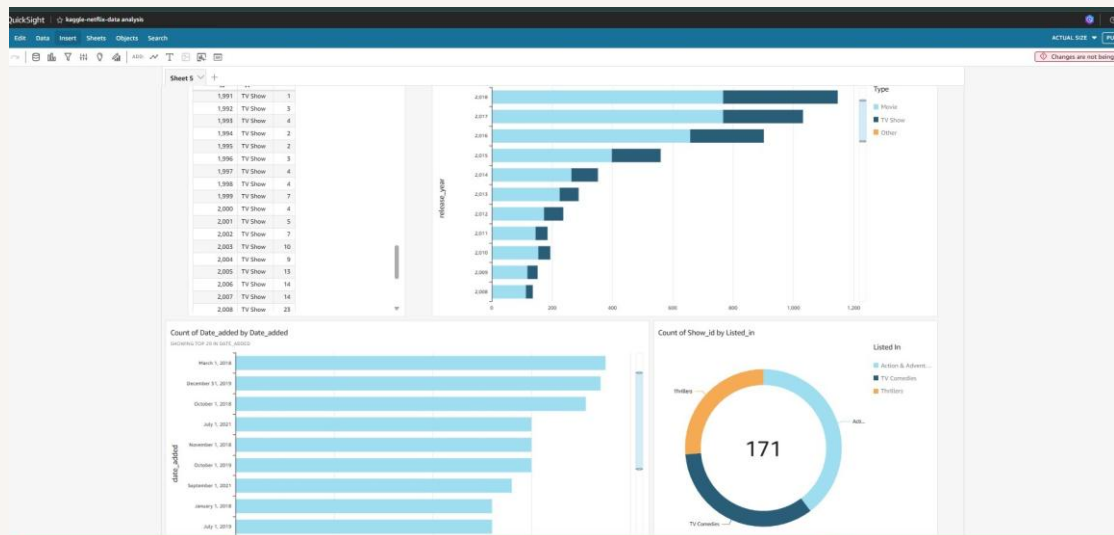 QuickSight kaggle-netflix-data analysis
Edit Data Insert Sheets Objects Search ACTUAL SIZE PU
ADD: T Changes are not being
Sheet 5 +
1,991 TV Show 1
1,992 TV Show 3
1,993 TV Show 4
1,994 TV Show 2
1,995 TV Show 2
1,996 TV Show 3
1,997 TV Show 4
1,998 TV Show 4
1,999 TV Show 7
2,000 TV Show 4
2,001 TV Show 5
2,002 TV Show 7
2,003 TV Show 10
2,004 TV Show 9
2,005 TV Show 13
2,006 TV Show 14
2,007 TV Show 14
2,008 TV Show 23
release_year
2,018
2,017
2,016
2,015
2,014
2,013
2,012
2,011
2,010
2,009
2,008
0 200 400 600 800 1,000 1,200
Type
Movie
TV Show
Other
Count of Date_added by Date_added
SHOWING TOP 20 IN DATE_ADDED
date_added
March 1, 2018
December 31, 2019
October 1, 2018
July 1, 2021
November 1, 2018
October 1, 2019
September 1, 2021
January 1, 2018
July 1, 2019
Count of Show_id by Listed_in
Listed In
Action & Advent...
TV Comedies
Thrillers
Thrillers
171
TV Comedies